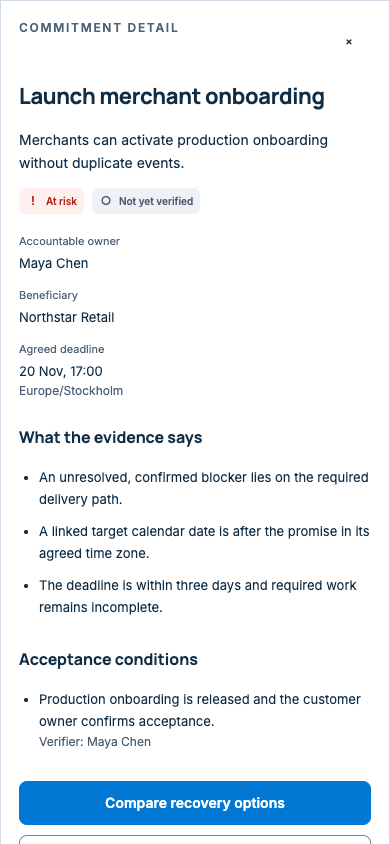 COMMITMENT DETAIL
×
Launch merchant onboarding
Merchants can activate production onboarding
without duplicate events.
! At risk
Not yet verified
Accountable owner
Maya Chen
Beneficiary
Northstar Retail
Agreed deadline
20 Nov, 17:00
Europe/Stockholm
What the evidence says
• An unresolved, confirmed blocker lies on the required
delivery path.
• A linked target calendar date is after the promise in its
agreed time zone.
• The deadline is within three days and required work
remains incomplete.
Acceptance conditions
• Production onboarding is released and the customer
owner confirms acceptance.
Verifier: Maya Chen
Compare recovery options